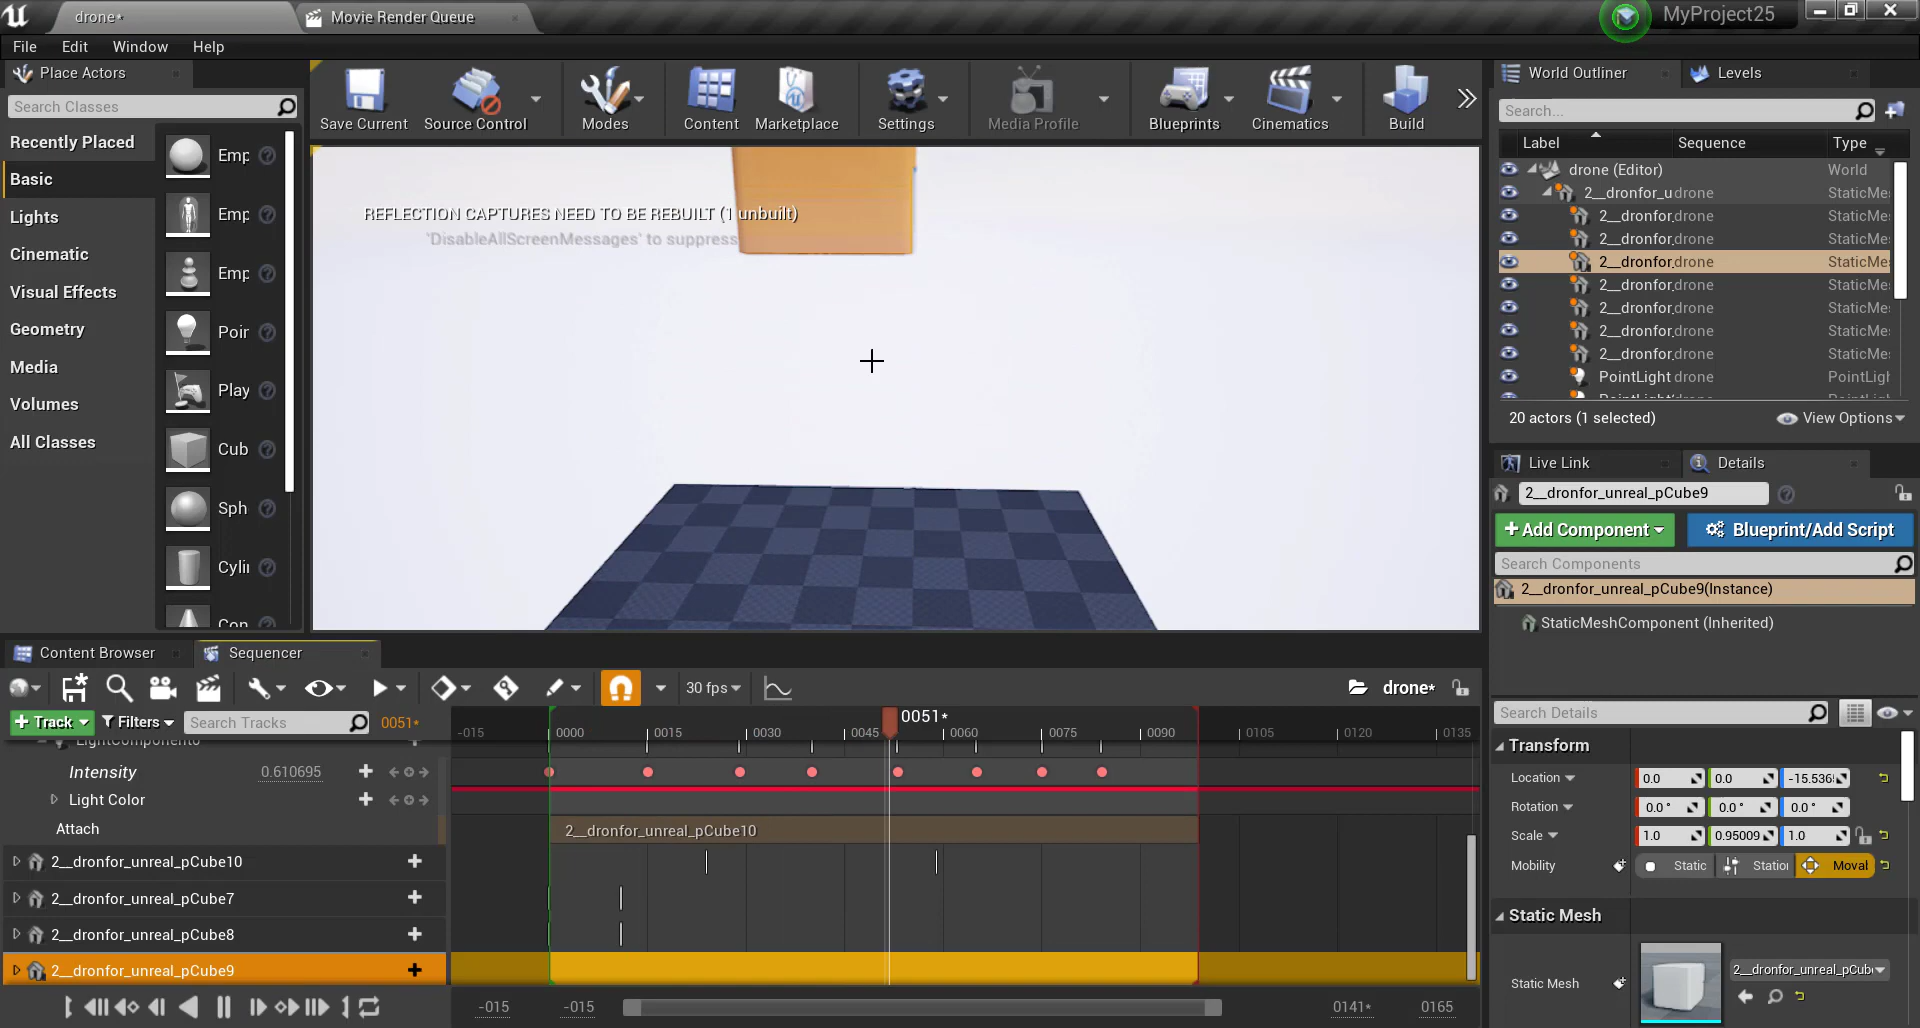 drone*
Movie Render Queue
MyProject25
File Edit Window Help
Place Actors
Search Classes
Recently Placed
Basic
Lights
Cinematic
Visual Effects
Geometry
Media
Volumes
All Classes
Emp
Emp
Emp
Poir
Play
Cub
Sph
Cylii
Save Current
Source Control
Modes
Content
Marketplace
Settings
Media Profile
Blueprints
Cinematics
Build
REFLECTION CAPTURES NEED TO BE REBUILT (1 unbuilt)
'DisableAllScreenMessages' to suppress
World Outliner
Levels
Search...
Label Sequence Type
drone (Editor) World
2__dronfor_u drone StaticMe
2__dronfor. drone StaticMe
2__dronfor. drone StaticMe
2__dronfor. drone StaticMe
2__dronfor. drone StaticMe
2__dronfor. drone StaticMe
2__dronfor. drone StaticMe
2__dronfor. drone StaticMe
PointLight drone PointLigh
20 actors (1 selected)
View Options
Live Link
Details
2__dronfor_unreal_pCube9
+ Add Component
Blueprint/Add Script
Search Components
2__dronfor_unreal_pCube9(Instance)
StaticMeshComponent (Inherited)
Search Details
Transform
Location 0.0 0.0 -15.536
Rotation 0.0 ° 0.0 ° 0.0 °
Scale 1.0 0.95009 1.0
Mobility Static Station Moval
Static Mesh
Static Mesh
2__dronfor_unreal_pCub
Content Browser
Sequencer
30 fps
drone*
+ Track
Filters
Search Tracks
0051*
LightComponent0
Intensity 0.610695
Light Color
Attach
2__dronfor_unreal_pCube10
2__dronfor_unreal_pCube7
2__dronfor_unreal_pCube8
2__dronfor_unreal_pCube9
0051*
-015 0000 0015 0030 0045 0060 0075 0090 0105 0120 0135
2__dronfor_unreal_pCube10
-015 -015 0141* 0165